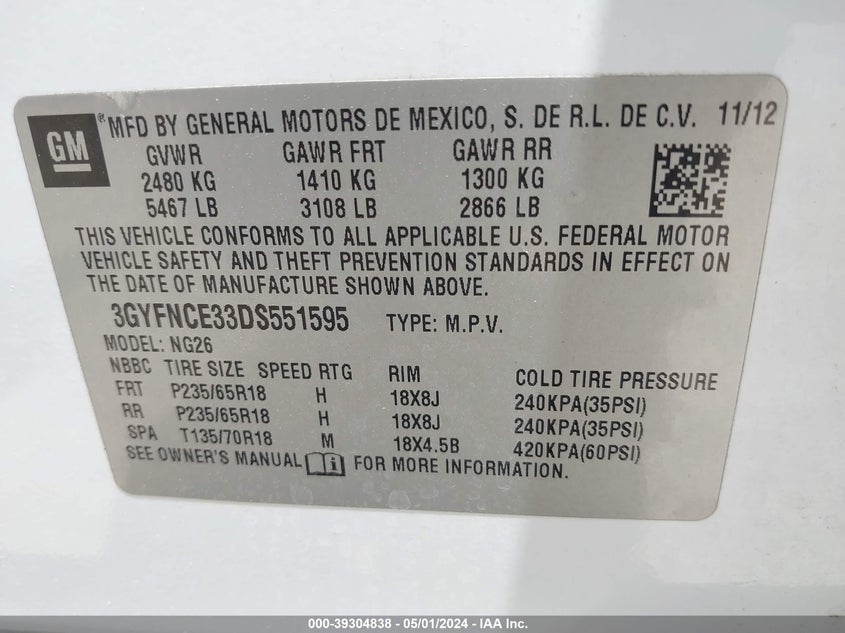 GM ® MFD BY GENERAL MOTORS DE MEXICO, S. DE R.L. DE C.V. 11/12
GVWR GAWR FRT GAWR RR
2480 KG 1410 KG 1300 KG
5467 LB 3108 LB 2866 LB
THIS VEHICLE CONFORMS TO ALL APPLICABLE U.S. FEDERAL MOTOR
VEHICLE SAFETY AND THEFT PREVENTION STANDARDS IN EFFECT ON
THE DATE OF MANUFACTURE SHOWN ABOVE.
3GYFNCE33DS551595 TYPE: M.P.V.
MODEL: NG26
NBBC TIRE SIZE SPEED RTG RIM COLD TIRE PRESSURE
FRT P235/65R18 H 18X8J 240KPA(35PSI)
RR P235/65R18 H 18X8J 240KPA(35PSI)
SPA T135/70R18 M 18X4.5B 420KPA(60PSI)
SEE OWNER'S MANUAL i FOR MORE INFORMATION.
000-39304838 - 05/01/2024 - IAA Inc.